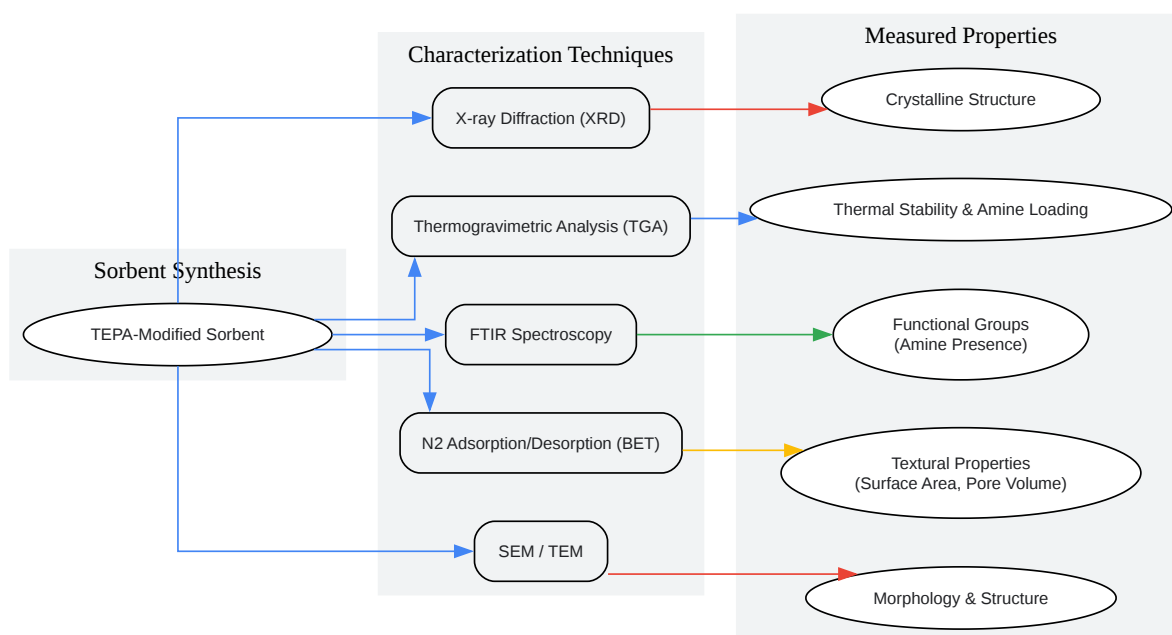 Sorbent Synthesis
TEPA-Modified Sorbent
Characterization Techniques
X-ray Diffraction (XRD)
Thermogravimetric Analysis (TGA)
FTIR Spectroscopy
N2 Adsorption/Desorption (BET)
SEM / TEM
Measured Properties
Crystalline Structure
Thermal Stability & Amine Loading
Functional Groups
(Amine Presence)
Textural Properties
(Surface Area, Pore Volume)
Morphology & Structure